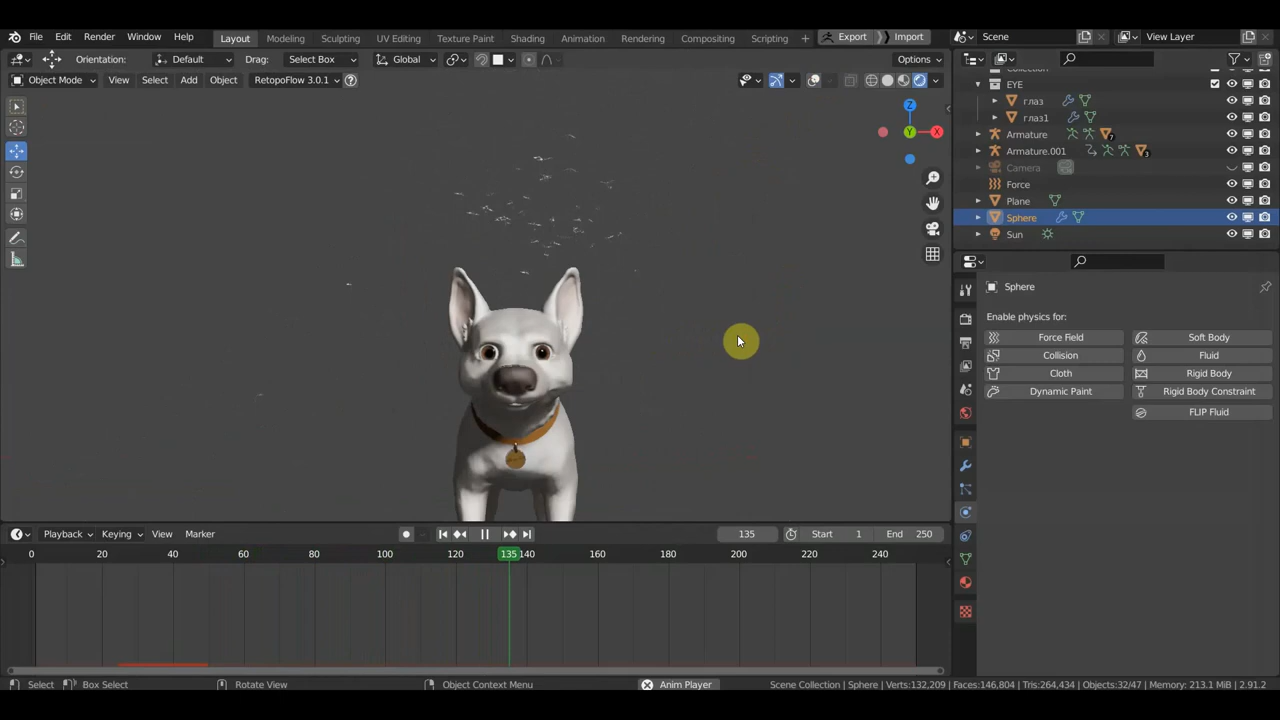 File Edit Render Window Help Layout Modeling Sculpting UV Editing Texture Paint Shading Animation Rendering Compositing Scripting + Export Import Scene View Layer
Orientation: Default Drag: Select Box Global Options
Object Mode View Select Add Object RetopoFlow 3.0.1
EYE
глаз
глаз1
Armature 7
Armature.001 3
Camera
Force
Plane
Sphere
Sun
X
Y
Z
Sphere
Enable physics for:
Force Field Soft Body
Collision Fluid
Cloth Rigid Body
Dynamic Paint Rigid Body Constraint
FLIP Fluid
Playback Keying View Marker 135 Start 1 End 250
0 20 40 60 80 100 120 135 140 160 180 200 220 240
Select Box Select Rotate View Object Context Menu Anim Player Scene Collection | Sphere | Verts:132,209 | Faces:146,804 | Tris:264,434 | Objects:32/47 | Memory: 213.1 MiB | 2.91.2